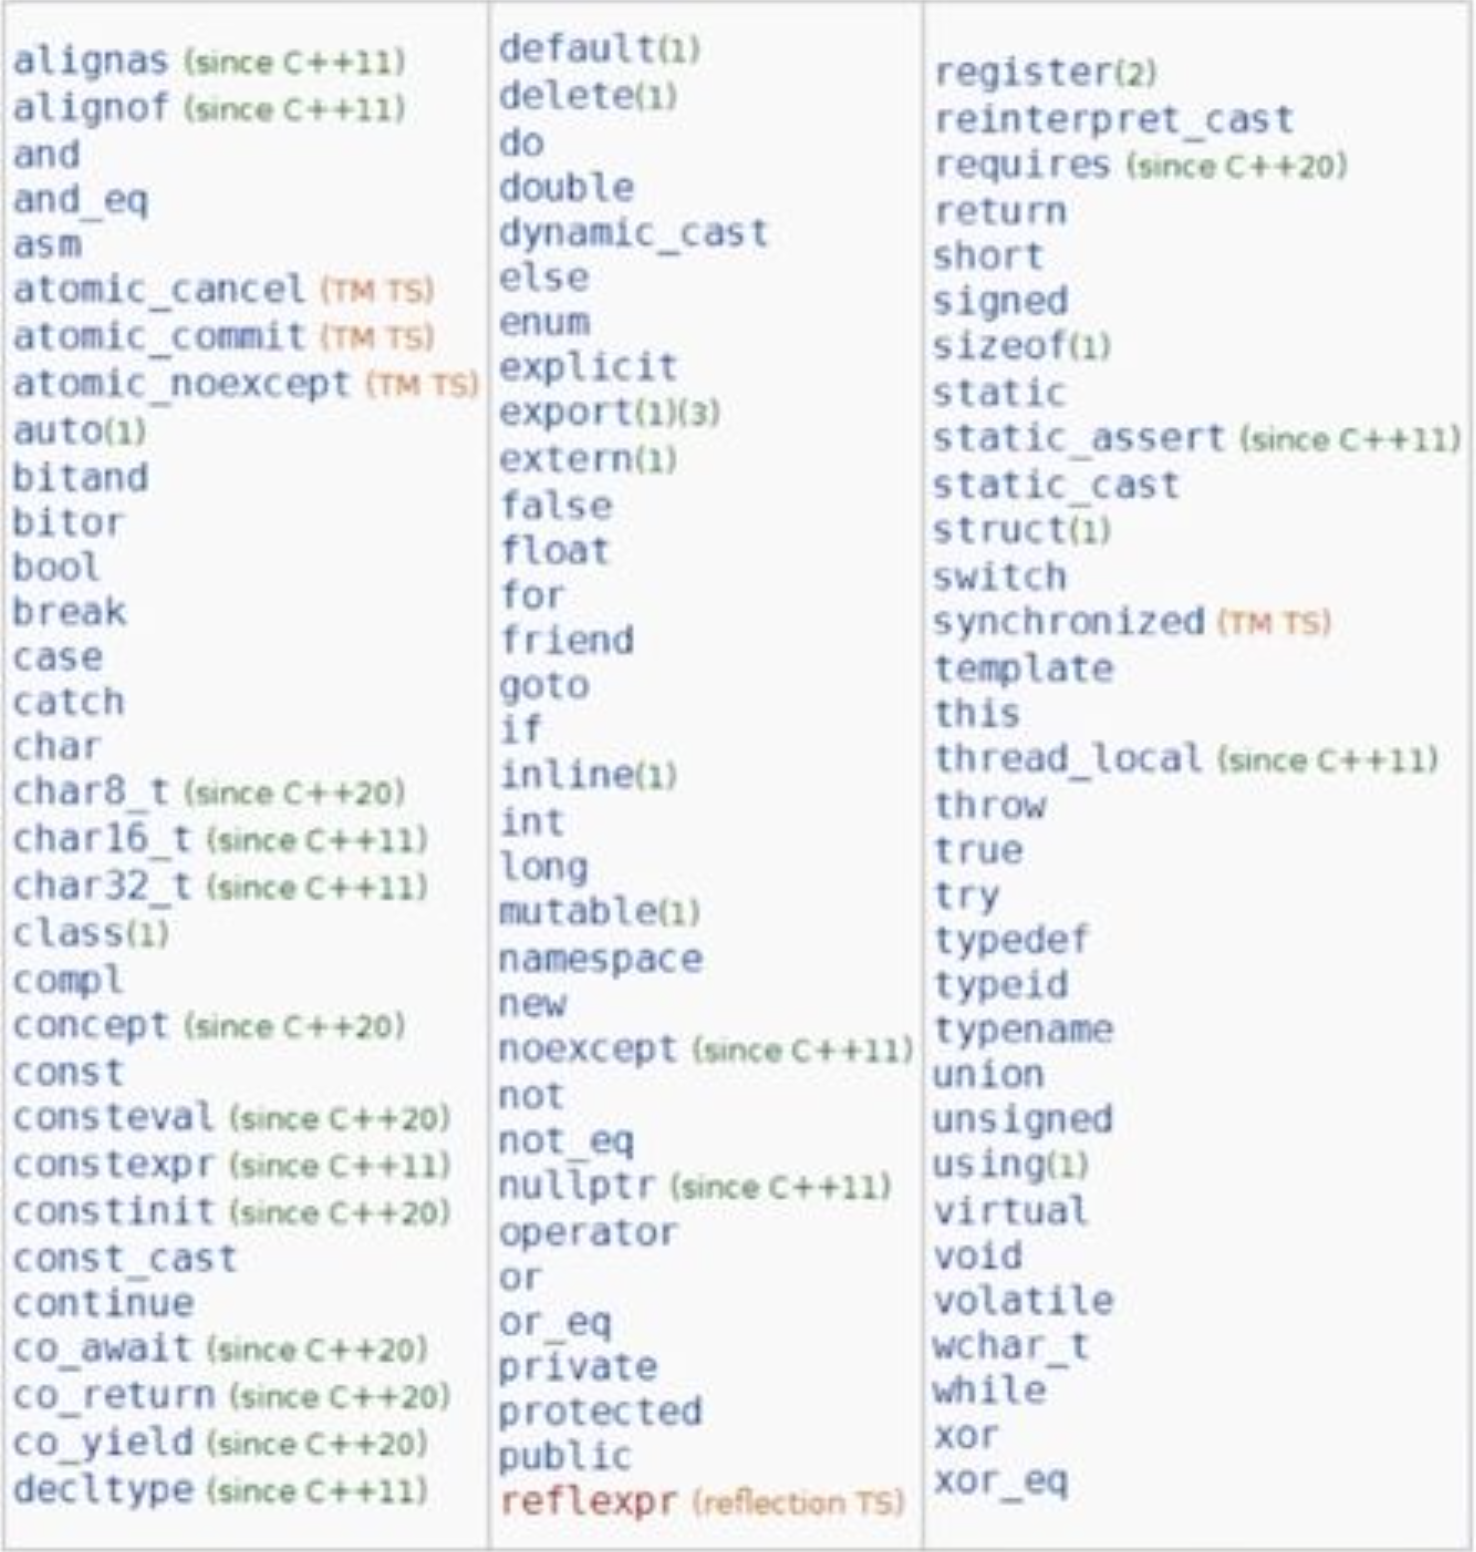 alignas (since C++11)
alignof (since C++11)
and
and_eq
asm
atomic_cancel (TM TS)
atomic_commit (TM TS)
atomic_noexcept (TM TS)
auto(1)
bitand
bitor
bool
break
case
catch
char
char8_t (since C++20)
char16_t (since C++11)
char32_t (since C++11)
class(1)
compl
concept (since C++20)
const
consteval (since C++20)
constexpr (since C++11)
constinit (since C++20)
const_cast
continue
co_await (since C++20)
co_return (since C++20)
co_yield (since C++20)
decltype (since C++11)
default(1)
delete(1)
do
double
dynamic_cast
else
enum
explicit
export(1)(3)
extern(1)
false
float
for
friend
goto
if
inline(1)
int
long
mutable(1)
namespace
new
noexcept (since C++11)
not
not_eq
nullptr (since C++11)
operator
or
or_eq
private
protected
public
reflexpr (reflection TS)
register(2)
reinterpret_cast
requires (since C++20)
return
short
signed
sizeof(1)
static
static_assert (since C++11)
static_cast
struct(1)
switch
synchronized (TM TS)
template
this
thread_local (since C++11)
throw
true
try
typedef
typeid
typename
union
unsigned
using(1)
virtual
void
volatile
wchar_t
while
xor
xor_eq